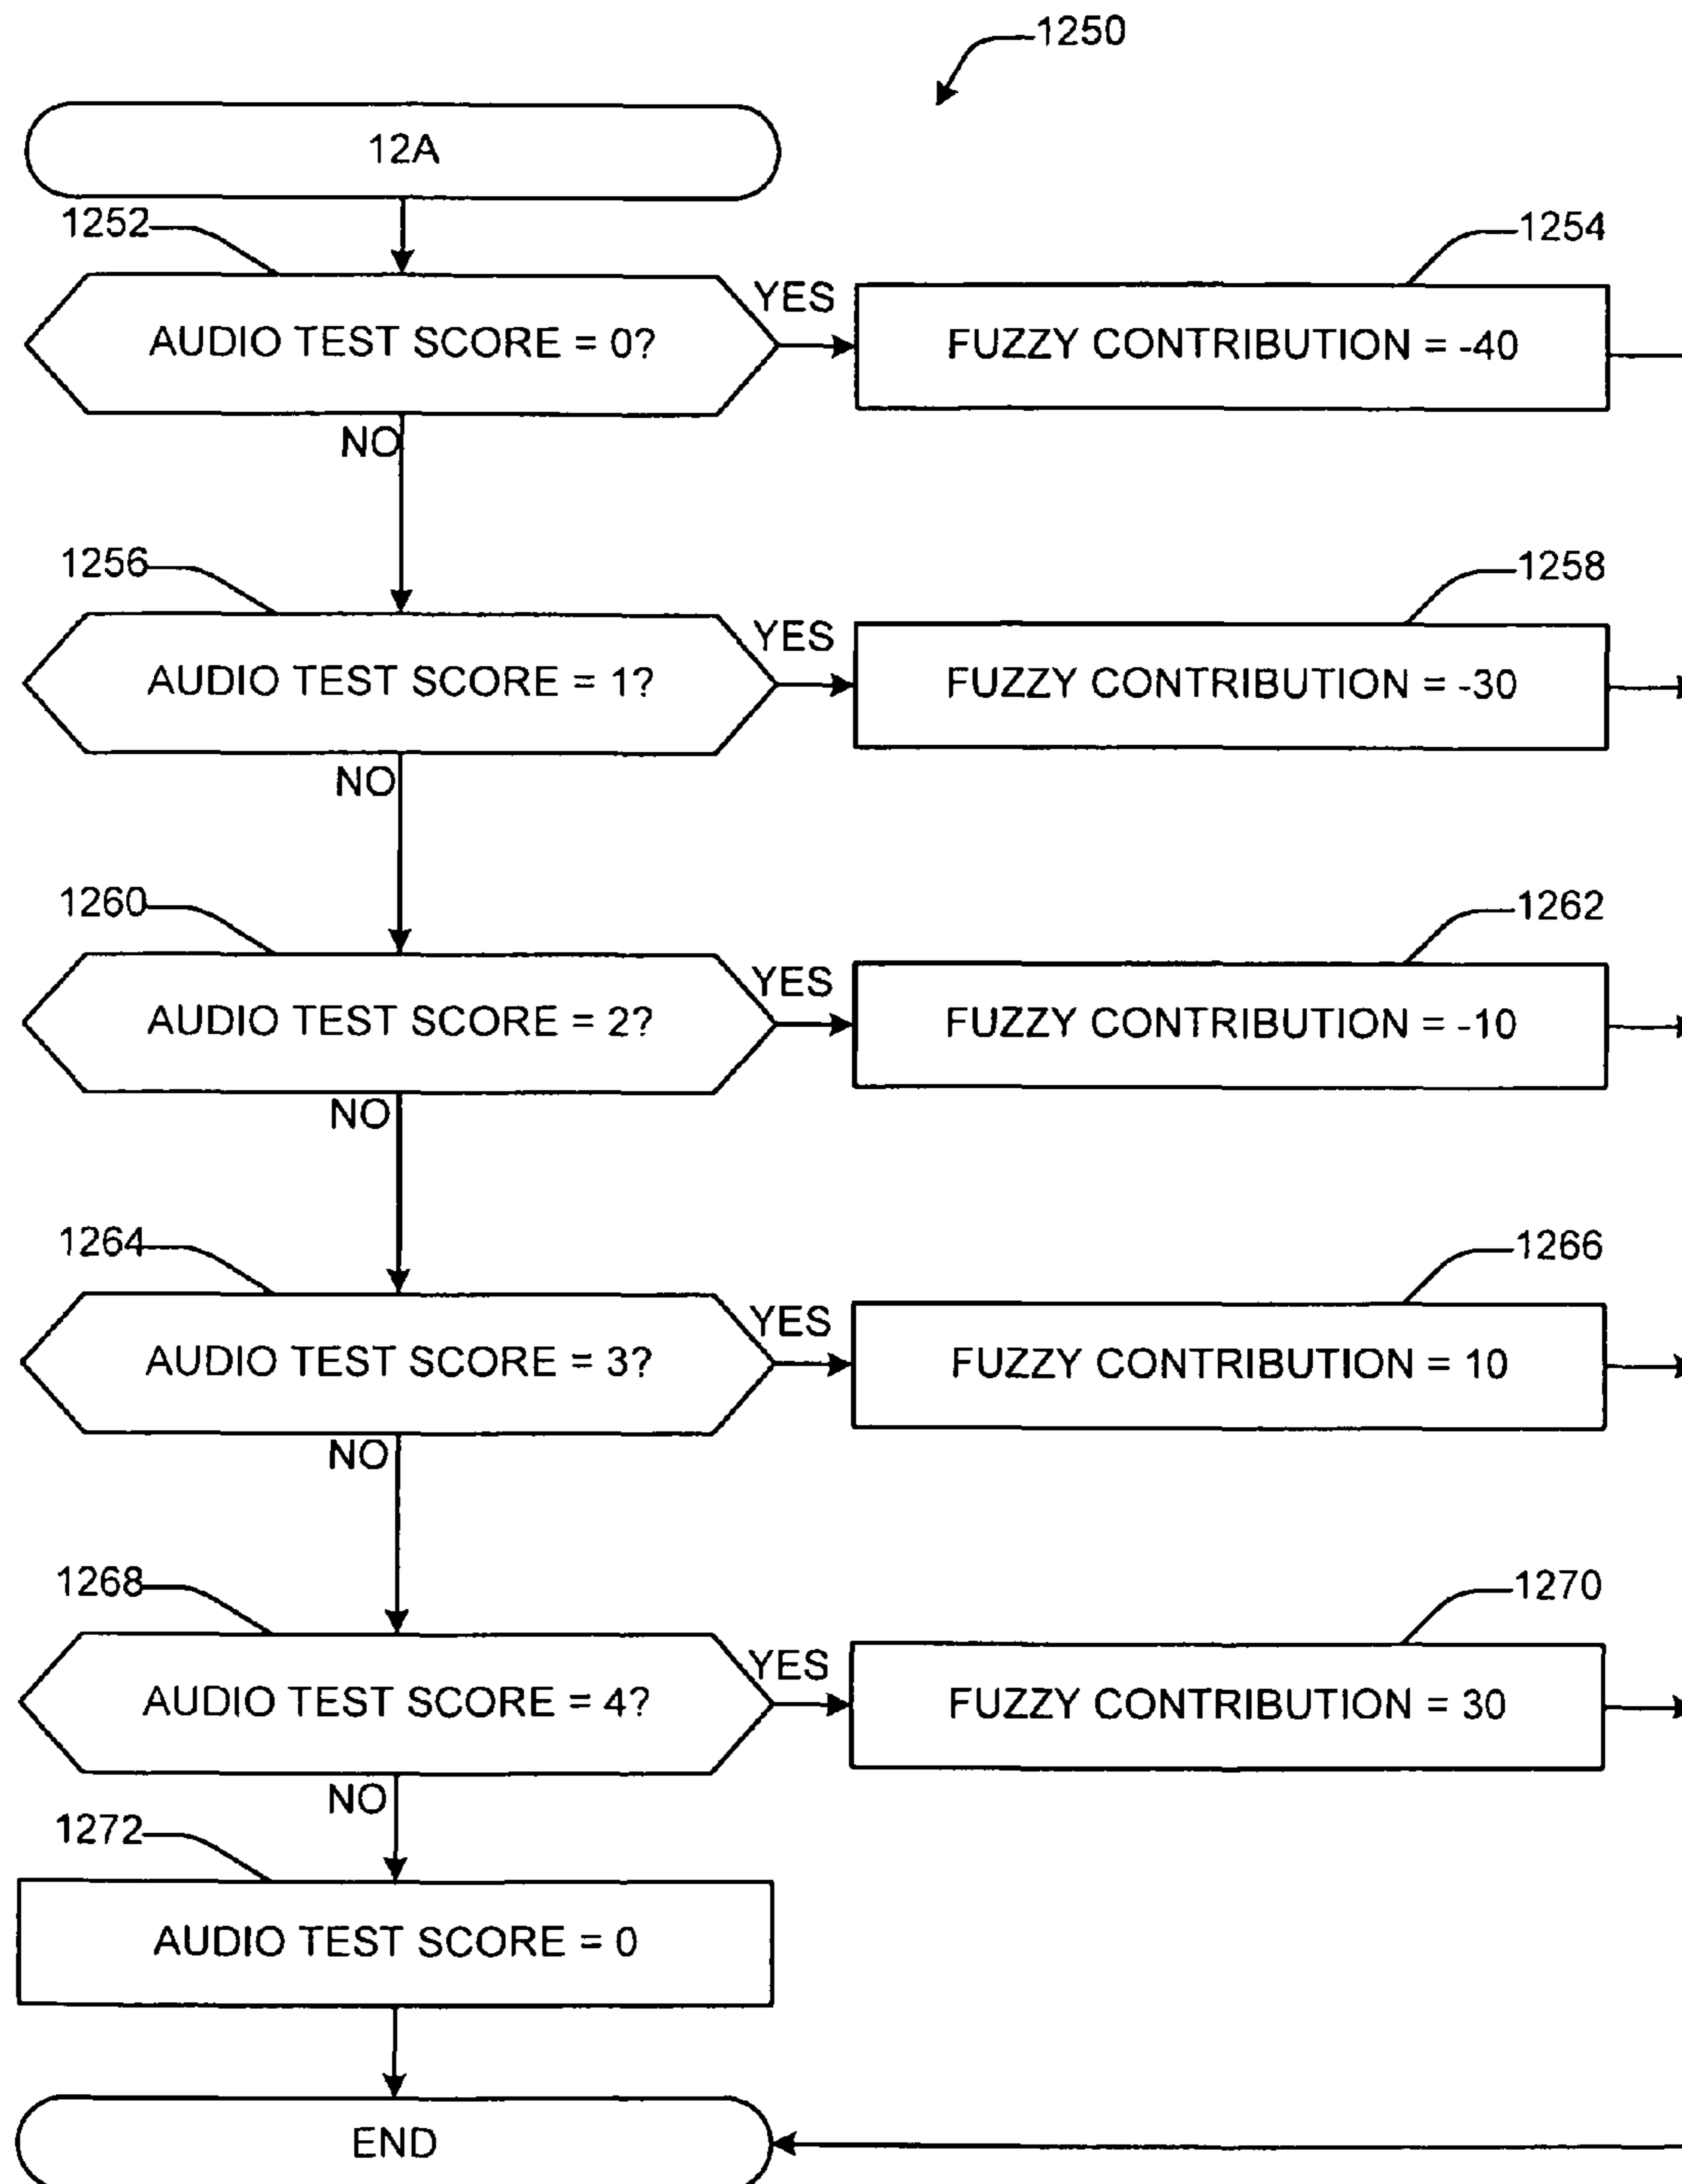 1250
12A
1252
1254
AUDIO TEST SCORE = 0?
YES
FUZZY CONTRIBUTION = -40
NO
1256
1258
AUDIO TEST SCORE = 1?
YES
FUZZY CONTRIBUTION = -30
NO
1260
1262
AUDIO TEST SCORE = 2?
YES
FUZZY CONTRIBUTION = -10
NO
1264
1266
AUDIO TEST SCORE = 3?
YES
FUZZY CONTRIBUTION = 10
NO
1268
1270
AUDIO TEST SCORE = 4?
YES
FUZZY CONTRIBUTION = 30
NO
1272
AUDIO TEST SCORE = 0
END